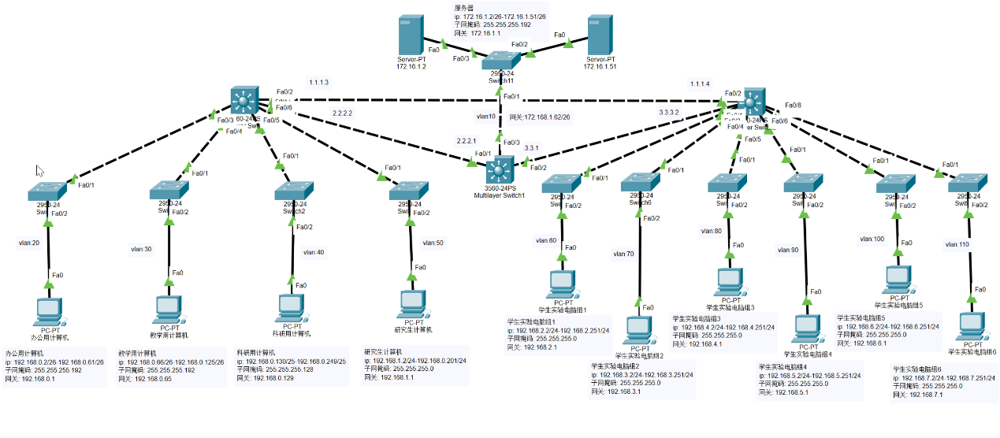 服务器
ip: 172.16.1.2/26-172.16.1.51/26
子网掩码: 255.255.255.192
网关: 172.16.1.1
Fa0
Fa0/3
Fa0/2
Fa0
Server-PT
172.16.1.2
2950-24
Switch11
Server-PT
172.16.1.51
Fa0/1
1.1.1.3
1.1.1.4
Fa0/2
Fa0/6
Fa0/3
Fa0/4
Fa0/5
2.2.2.2
vlan10
网关:172.168.1.62/26
3.3.3.2
Fa0/2
Fa0/8
Fa0/6
Fa0/4
Fa0/5
2.2.2.1
Fa0/3
.3.3.1
Fa0/1
Fa0/2
3560-24PS
Multilayer Switch1
Fa0/1
Fa0/1
Fa0/1
Fa0/1
Fa0/1
Fa0/1
Fa0/1
Fa0/1
Fa0/1
Fa0/1
2950-24
Fa0/2
2950-24
Fa0/2
2950-24
Switch2
Fa0/2
2950-24
Fa0/2
2950-24
Fa0/2
2950-24
Switch6
Fa0/2
2950-24
Fa0/2
2950-24
Fa0/2
2950-24
Fa0/2
2950-24
Fa0/2
vlan:20
vlan:30
vlan:40
vlan:50
vlan:60
vlan:70
vlan:80
vlan:90
vlan:100
vlan:110
Fa0
Fa0
Fa0
Fa0
Fa0
Fa0
Fa0
Fa0
Fa0
Fa0
PC-PT
办公用计算机
PC-PT
教学用计算机
PC-PT
科研用计算机
PC-PT
研究生计算机
PC-PT
学生实验电脑组1
PC-PT
学生实验电脑组2
PC-PT
学生实验电脑组3
PC-PT
学生实验电脑组4
PC-PT
学生实验电脑组5
PC-PT
学生实验电脑组6
办公用计算机
ip: 192.168.0.2/26-192.168.0.61/26
子网掩码: 255.255.255.192
网关: 192.168.0.1
教学用计算机
ip: 192.168.0.66/26-192.168.0.125/26
子网掩码: 255.255.255.192
网关: 192.168.0.65
科研用计算机
ip: 192.168.0.130/25-192.168.0.249/25
子网掩码: 255.255.255.128
网关: 192.168.0.129
研究生计算机
ip: 192.168.1.2/24-192.168.0.201/24
子网掩码: 255.255.255.0
网关: 192.168.1.1
学生实验电脑组1
ip: 192.168.2.2/24-192.168.2.251/24
子网掩码: 255.255.255.0
网关: 192.168.2.1
学生实验电脑组2
ip: 192.168.3.2/24-192.168.3.251/24
子网掩码: 255.255.255.0
网关: 192.168.3.1
学生实验电脑组3
ip: 192.168.4.2/24-192.168.4.251/24
子网掩码: 255.255.255.0
网关: 192.168.4.1
学生实验电脑组4
ip: 192.168.5.2/24-192.168.5.251/24
子网掩码: 255.255.255.0
网关: 192.168.5.1
学生实验电脑组5
ip: 192.168.6.2/24-192.168.6.251/24
子网掩码: 255.255.255.0
网关: 192.168.6.1
学生实验电脑组6
ip: 192.168.7.2/24-192.168.7.251/24
子网掩码: 255.255.255.0
网关: 192.168.7.1